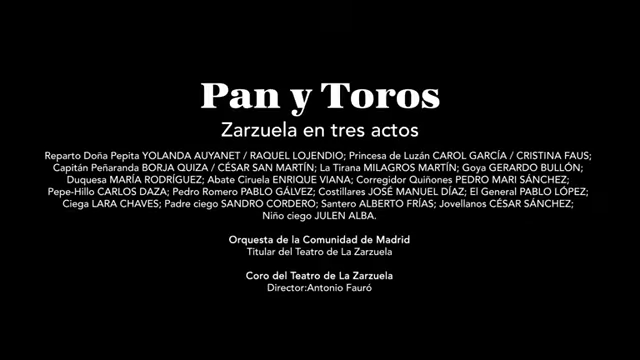 Pan y Toros
Zarzuela en tres actos
Reparto Doña Pepita YOLANDA AUYANET / RAQUEL LOJENDIO; Princesa de Luzán CAROL GARCÍA / CRISTINA FAUS;
Capitán Peñaranda BORJA QUIZA / CÉSAR SAN MARTÍN; La Tirana MILAGROS MARTÍN; Goya GERARDO BULLÓN;
Duquesa MARÍA RODRÍGUEZ; Abate Ciruela ENRIQUE VIANA; Corregidor Quiñones PEDRO MARI SÁNCHEZ;
Pepe-Hillo CARLOS DAZA; Pedro Romero PABLO GÁLVEZ; Costillares JOSÉ MANUEL DÍAZ; El General PABLO LÓPEZ;
Ciega LARA CHAVES; Padre ciego SANDRO CORDERO; Santero ALBERTO FRÍAS; Jovellanos CÉSAR SÁNCHEZ;
Niño ciego JULEN ALBA.
Orquesta de la Comunidad de Madrid
Titular del Teatro de La Zarzuela
Coro del Teatro de La Zarzuela
Director:Antonio Fauró